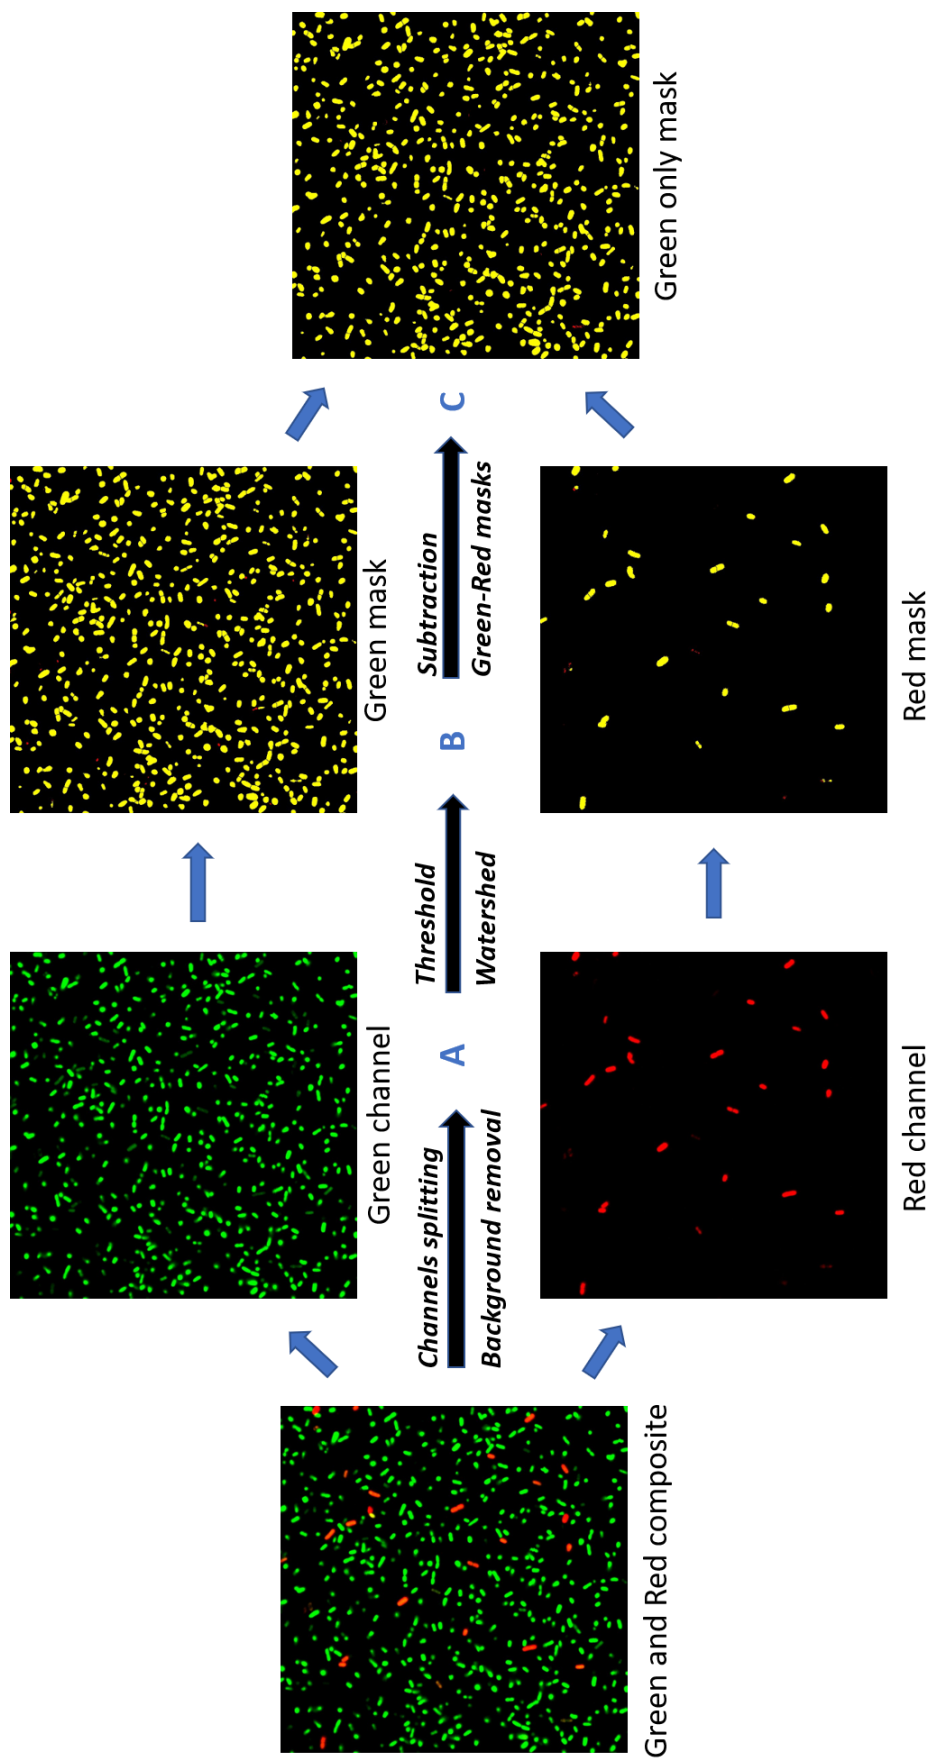 Green and Red composite
Channels splitting
Background removal
A
Green channel
Red channel
Threshold
Watershed
B
Green mask
Red mask
Subtraction
Green-Red masks
C
Green only mask